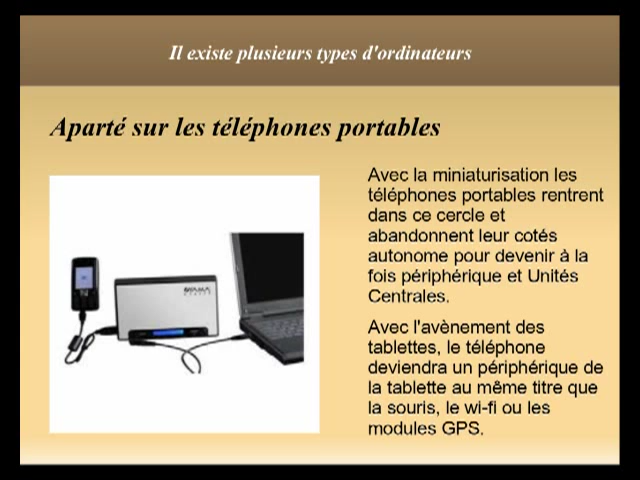 Il existe plusieurs types d'ordinateurs
Aparté sur les téléphones portables
Avec la miniaturisation les
téléphones portables rentrent
dans ce cercle et
abandonnent leur cotés
autonome pour devenir à la
fois périphérique et Unités
Centrales.
Avec l'avènement des
tablettes, le téléphone
deviendra un périphérique de
la tablette au même titre que
la souris, le wi-fi ou les
modules GPS.